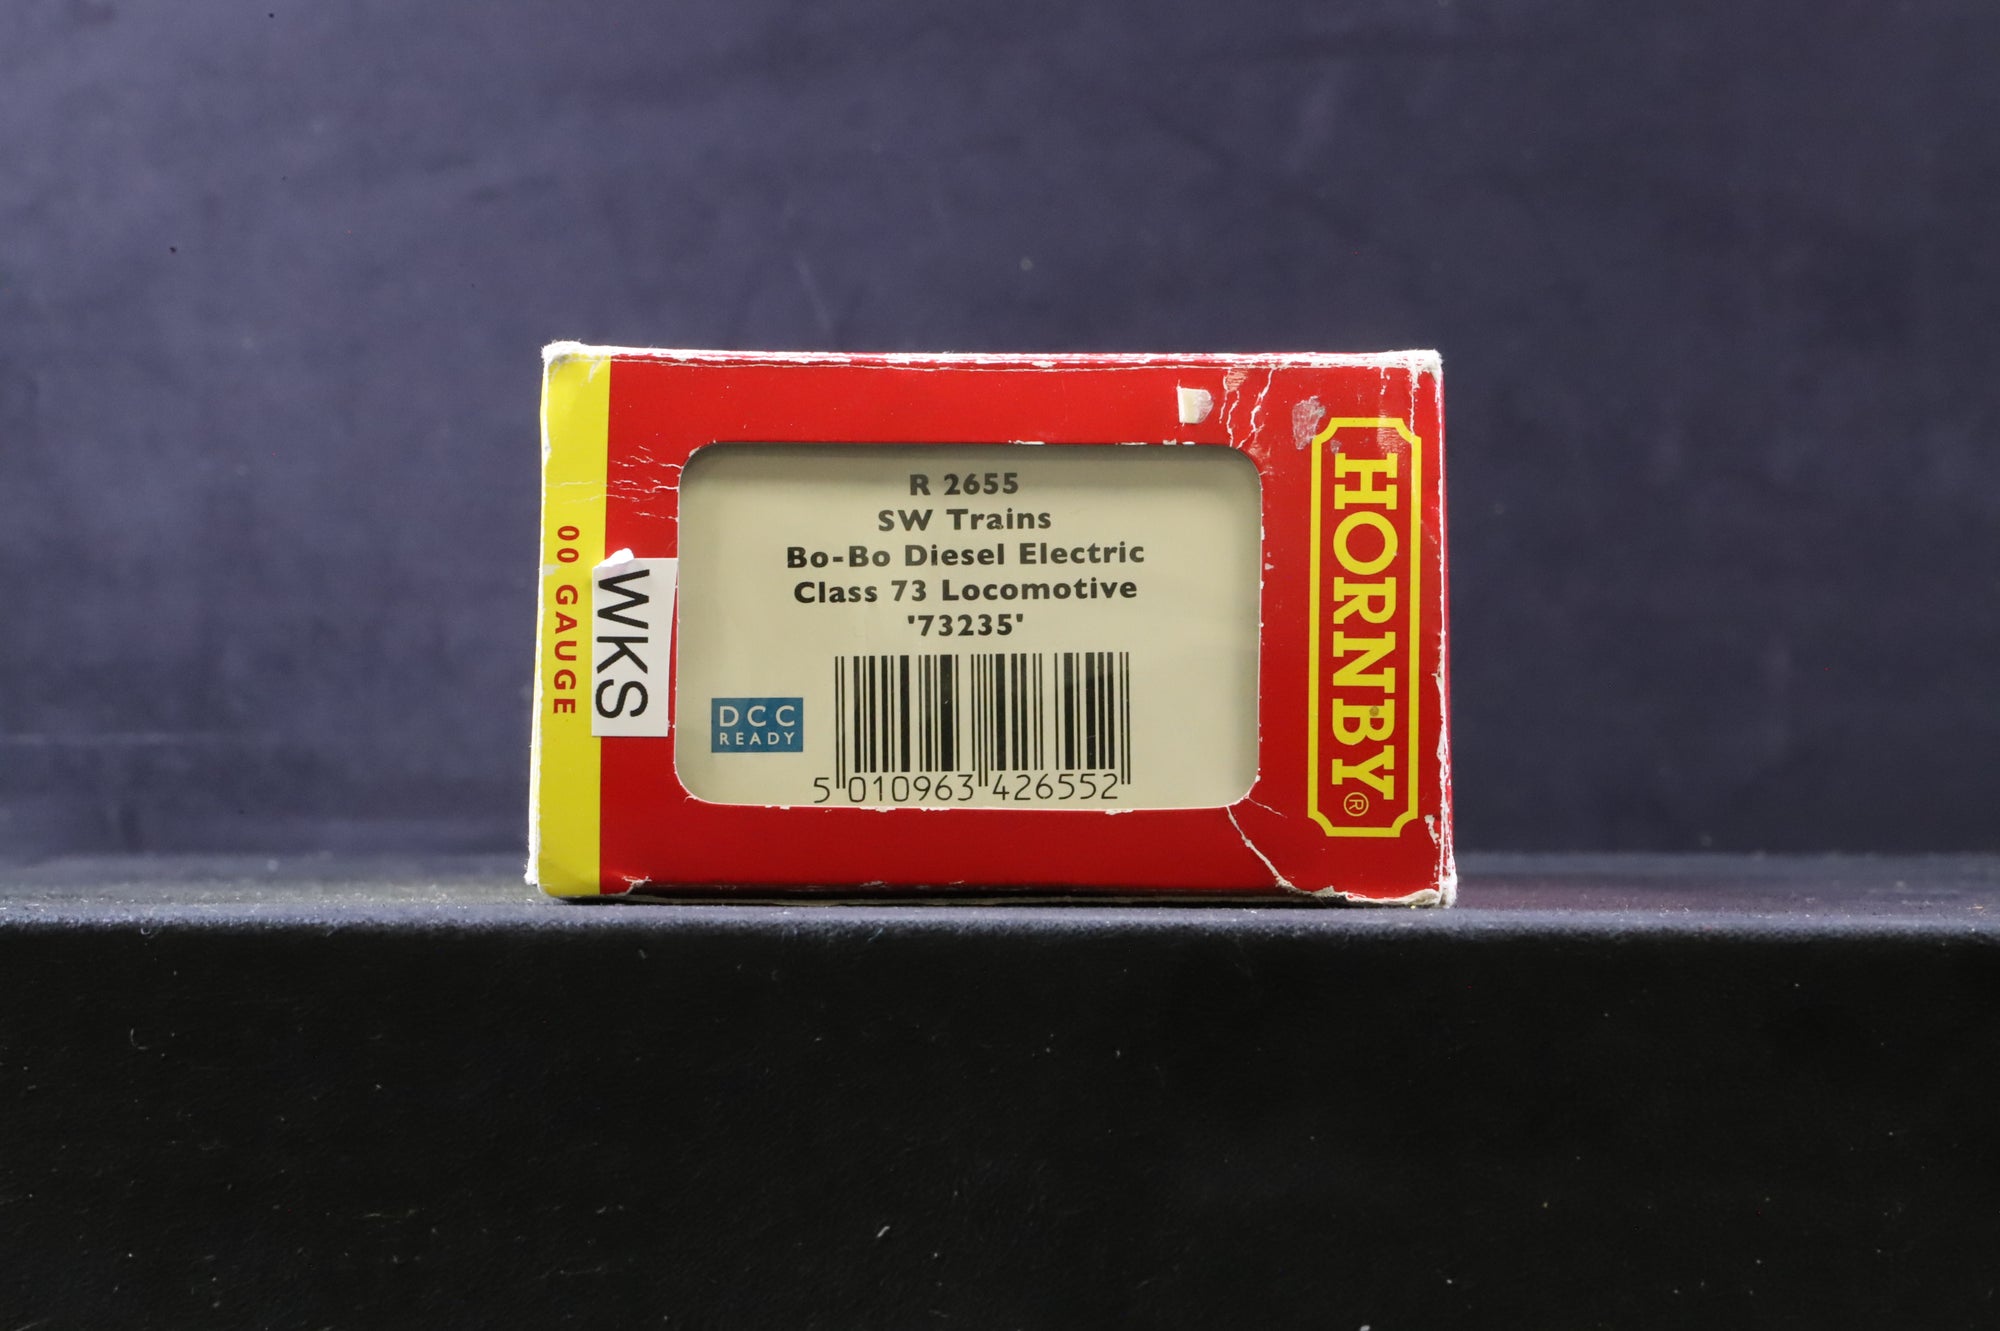 R 2655
SW Trains
Bo-Bo Diesel Electric
Class 73 Locomotive
'73235'
DCC
READY
5 010963 426552
00 GAUGE
WKS
HORNBY®